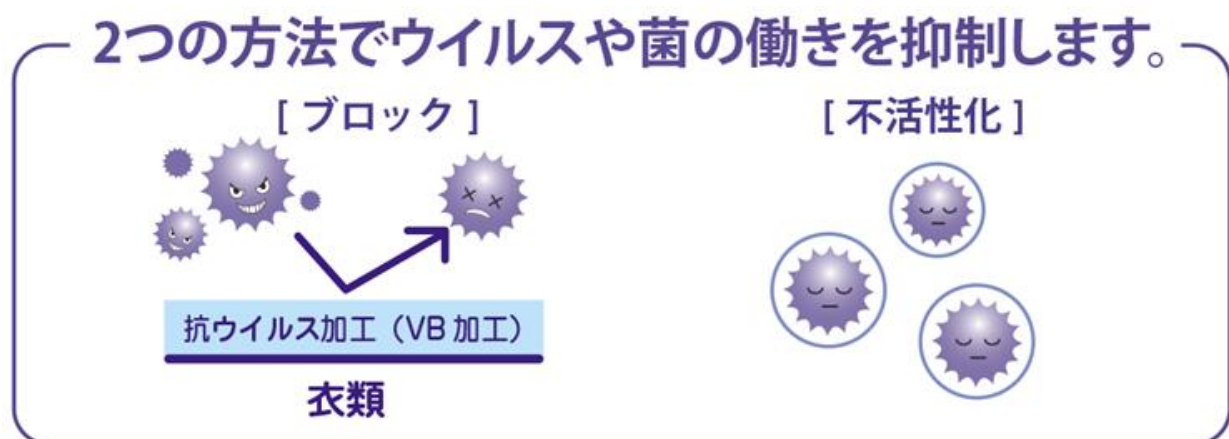 2つの方法でウイルスや菌の働きを抑制します。
[ ブロック ]
[ 不活性化 ]
抗ウイルス加工（VB 加工）
衣類